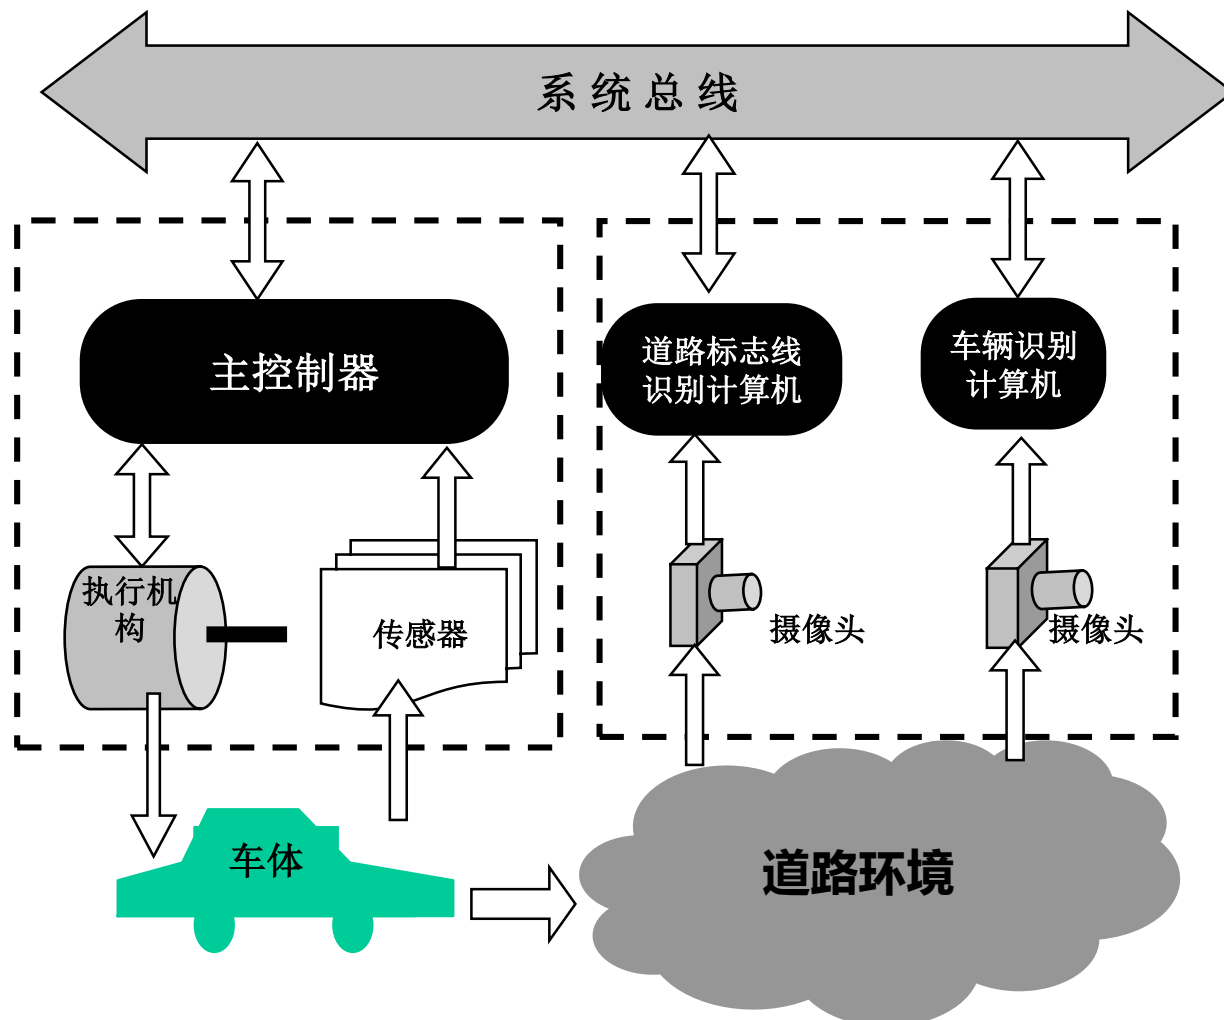 系统总线
主控制器
道路标志线
识别计算机
车辆识别
计算机
执行机
构
传感器
摄像头
摄像头
车体
道路环境